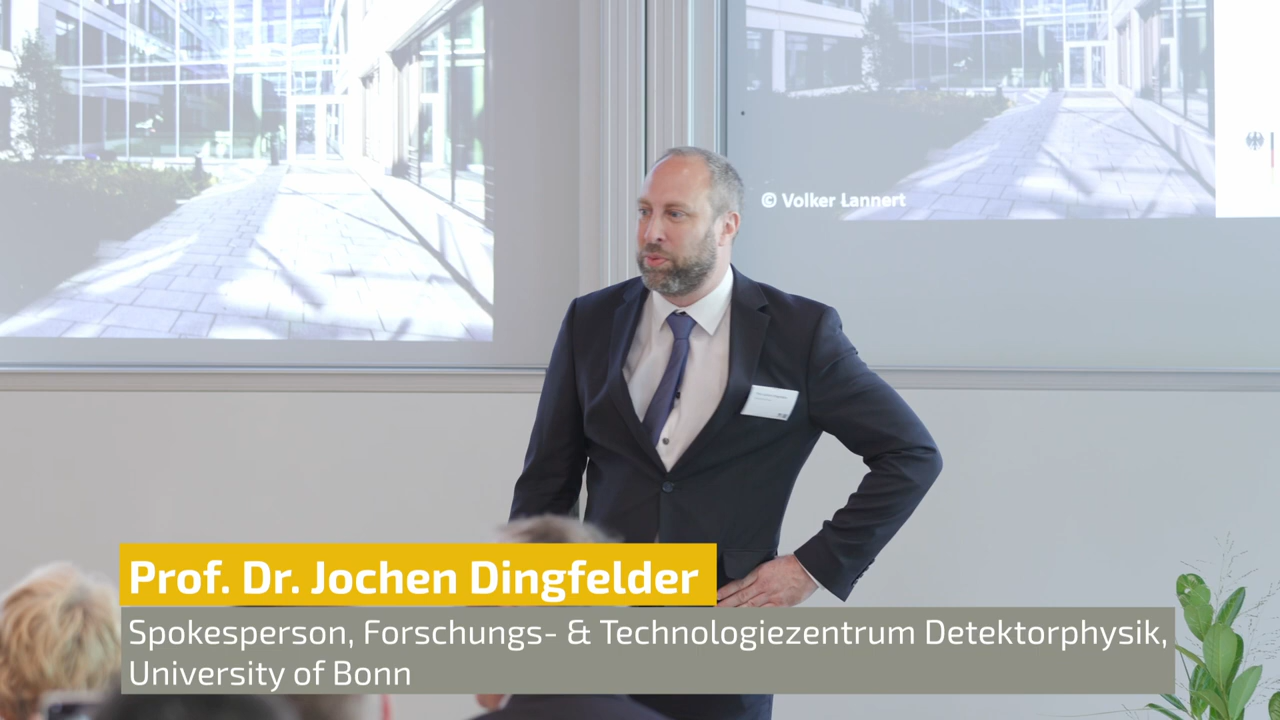 © Volker Lannert
Prof. Dr. Jochen Dingfelder
Spokesperson, Forschungs- & Technologiezentrum Detektorphysik,
University of Bonn